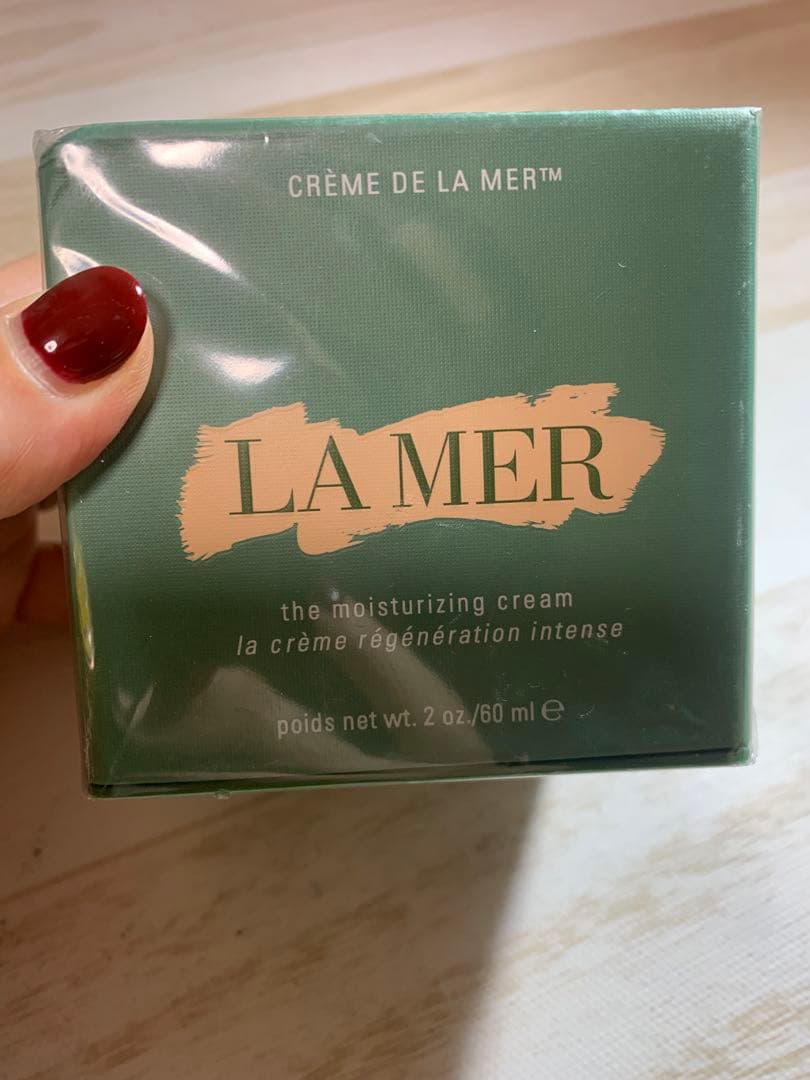 CRÈME DE LA MER™
LA MER
the moisturizing cream
la crème régénération intense
poids net wt. 2 oz./60 ml ℮